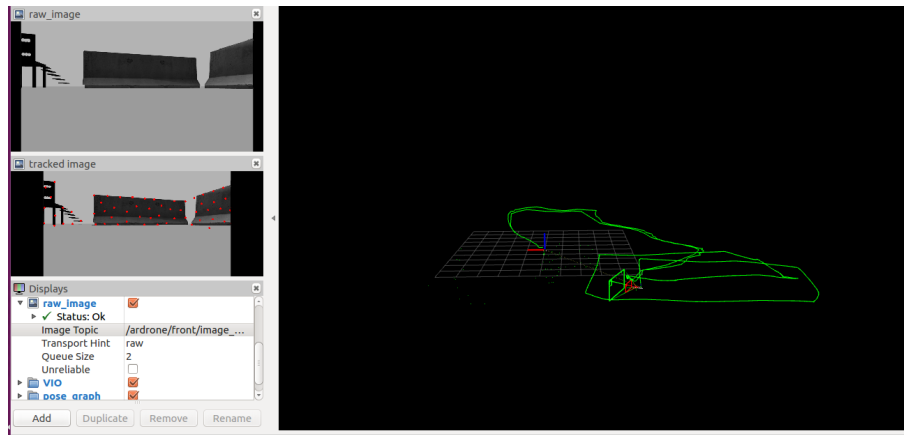 raw_image
tracked image
Displays
raw_image
Status: Ok
Image Topic /ardrone/front/image_...
Transport Hint raw
Queue Size 2
Unreliable
VIO
pose_graph
Add Duplicate Remove Rename